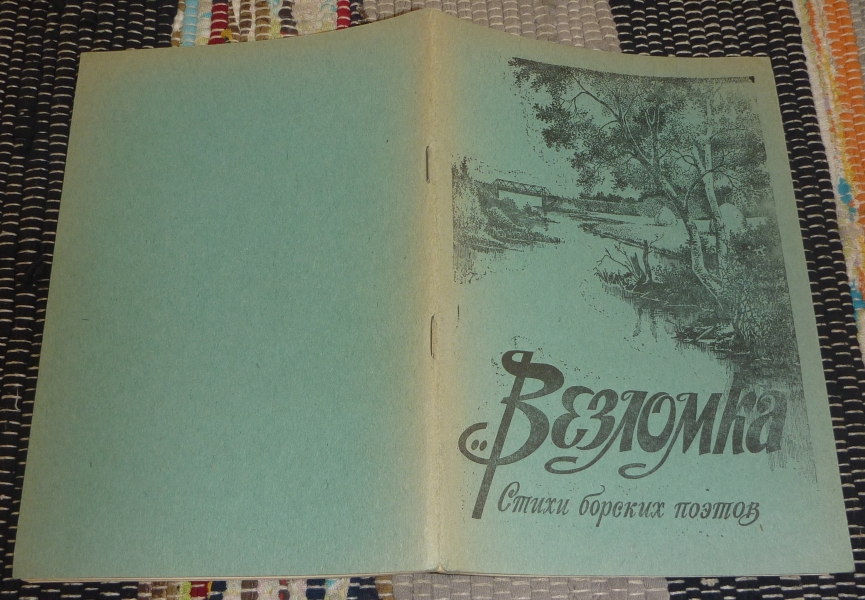 Везломка
Стихи борских поэтов